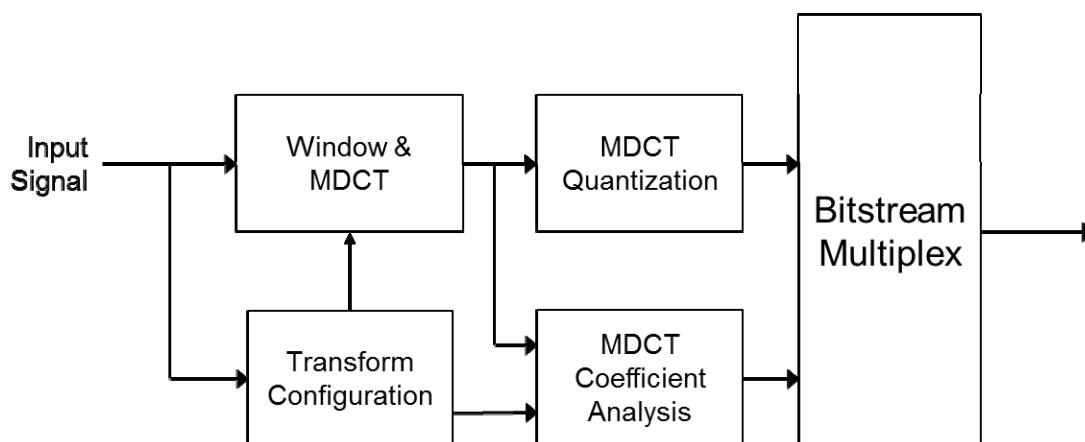 Input
Signal
Window &
MDCT
MDCT
Quantization
Bitstream
Multiplex
Transform
Configuration
MDCT
Coefficient
Analysis